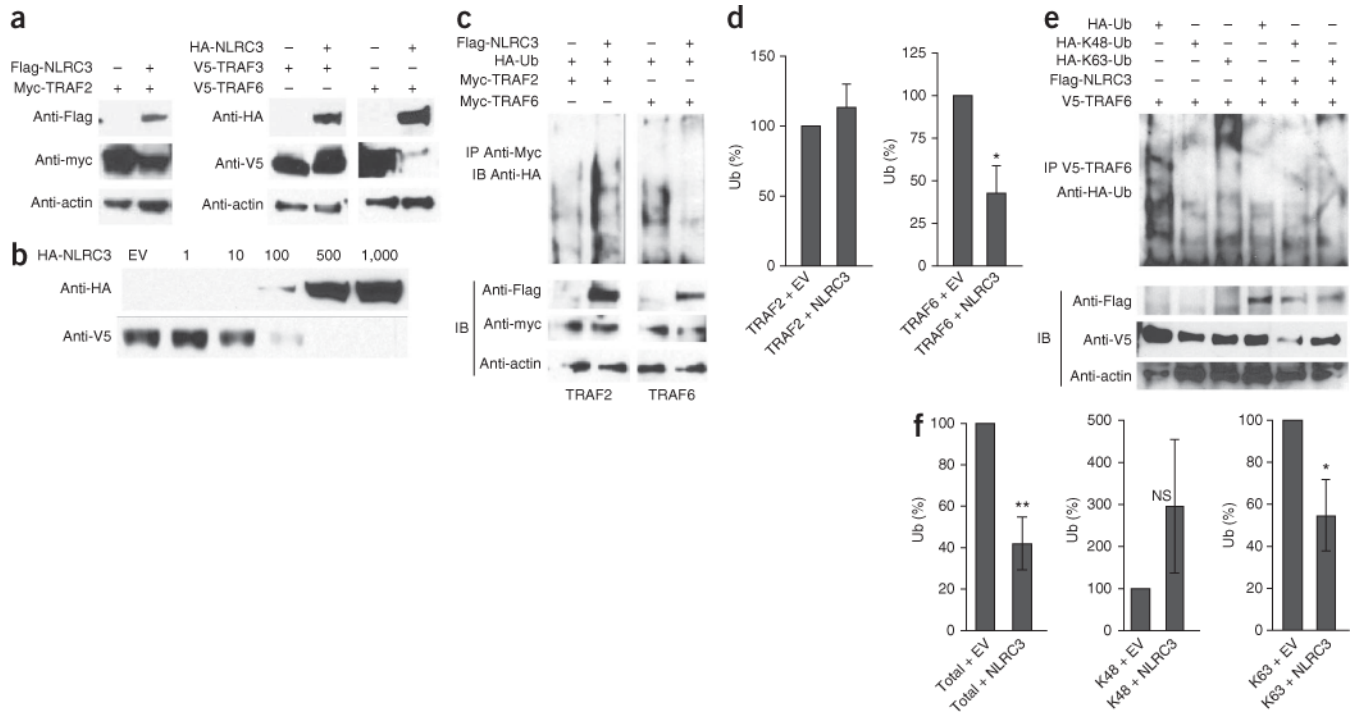 a
HA-NLRC3 – + – +
Flag-NLRC3 – + V5-TRAF3 + + – –
Myc-TRAF2 + + V5-TRAF6 – – + +
Anti-Flag Anti-HA
Anti-myc Anti-V5
Anti-actin Anti-actin
b
HA-NLRC3 EV 1 10 100 500 1,000
Anti-HA
Anti-V5
c
Flag-NLRC3 – + – +
HA-Ub + + + +
Myc-TRAF2 + + – –
Myc-TRAF6 – – + +
IP Anti-Myc
IB Anti-HA
IB
Anti-Flag
Anti-myc
Anti-actin
TRAF2 TRAF6
d
Ub (%)
150
100
50
0
TRAF2 + EV
TRAF2 + NLRC3
Ub (%)
125
100
75
50
25
0
*
TRAF6 + EV
TRAF6 + NLRC3
e
HA-Ub + – – + – –
HA-K48-Ub – + – – + –
HA-K63-Ub – – + – – +
Flag-NLRC3 – – – + + +
V5-TRAF6 + + + + + +
IP V5-TRAF6
Anti-HA-Ub
IB
Anti-Flag
Anti-V5
Anti-actin
f
Ub (%)
100
80
60
40
20
0
**
Total + EV
Total + NLRC3
Ub (%)
500
400
300
200
100
0
NS
K48 + EV
K48 + NLRC3
Ub (%)
100
80
60
40
20
0
*
K63 + EV
K63 + NLRC3